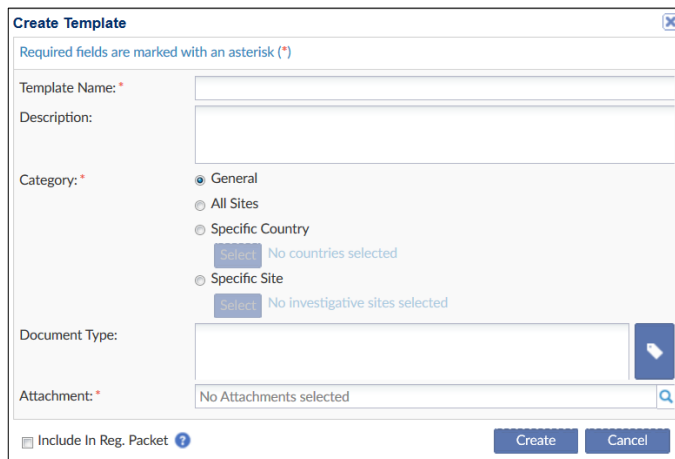 Create Template
Required fields are marked with an asterisk (*)
Template Name: *
Description:
Category: *
General
All Sites
Specific Country
Select No countries selected
Specific Site
Select No investigative sites selected
Document Type:
Attachment: * No Attachments selected
Include In Reg. Packet ? Create Cancel